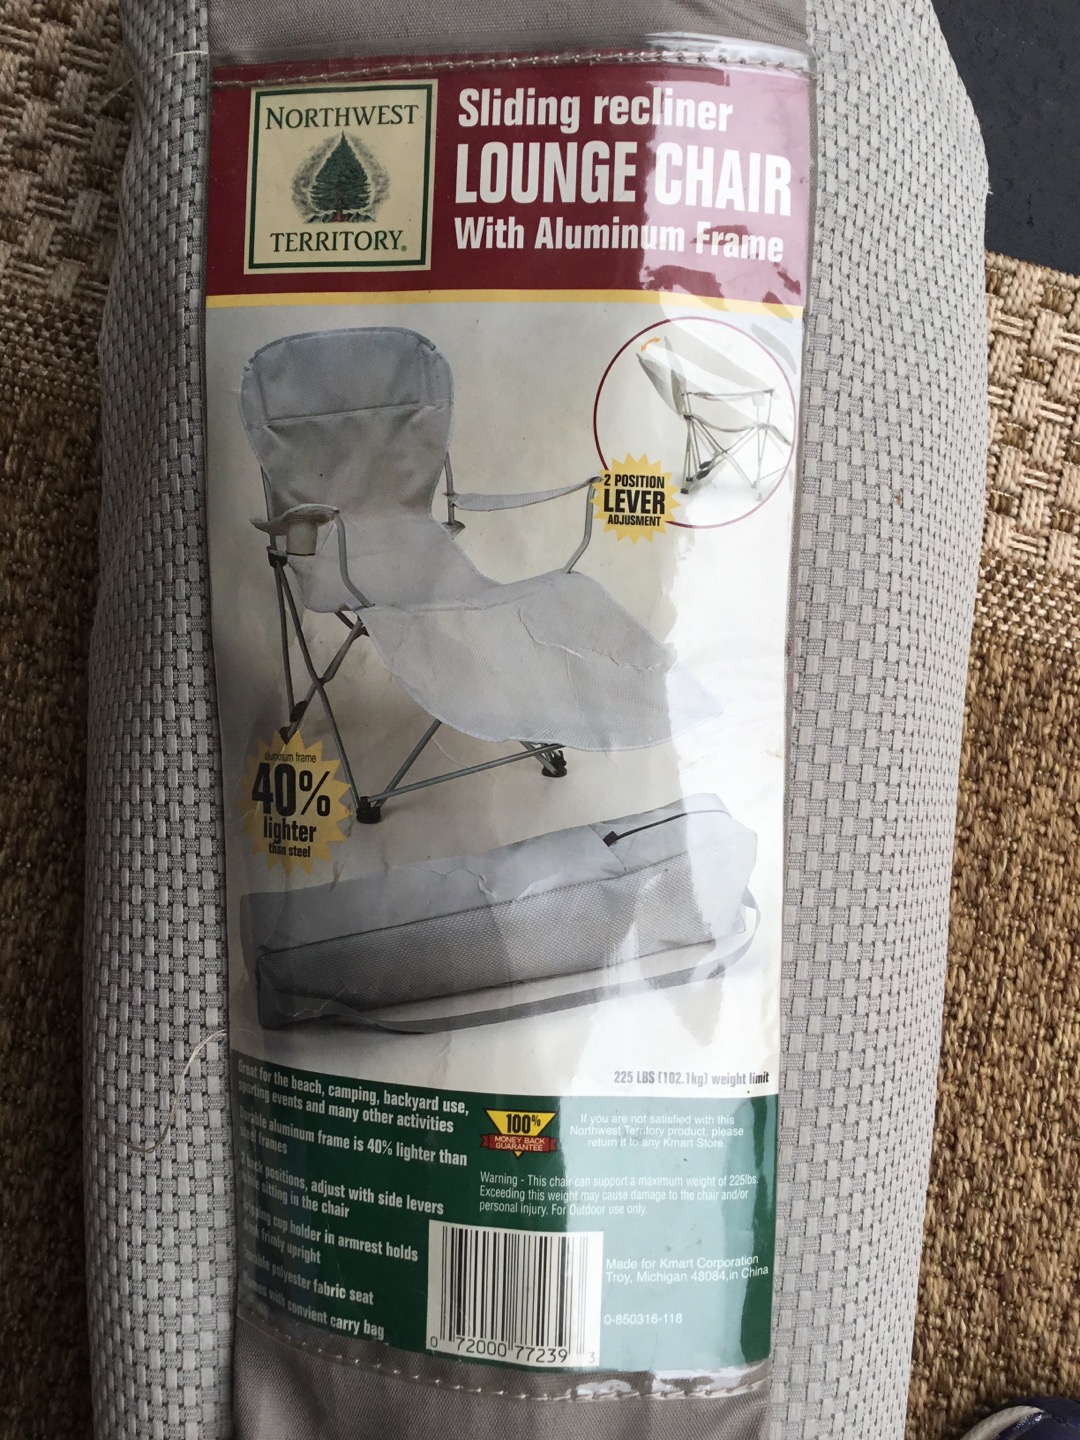 NORTHWEST
TERRITORY®
Sliding recliner
LOUNGE CHAIR
With Aluminum Frame
2 POSITION
LEVER
ADJUSMENT
aluminum frame
40%
lighter
than steel
225 LBS (102.1kg) weight limit
Great for the beach, camping, backyard use,
sporting events and many other activities
Durable aluminum frame is 40% lighter than
frames
positions, adjust with side levers
sitting in the chair
cup holder in armrest holds
frimly upright
polyester fabric seat
with convient carry bag
100%
MONEY BACK
GUARANTEE
If you are not satisfied with this
Northwest Territory product, please
return it to any Kmart Store.
Warning - This chair can support a maximum weight of 225lbs.
Exceeding this weight may cause damage to the chair and/or
personal injury. For Outdoor use only.
Made for Kmart Corporation
Troy, Michigan 48084, in China
0-850316-118
0 72000 77239 3